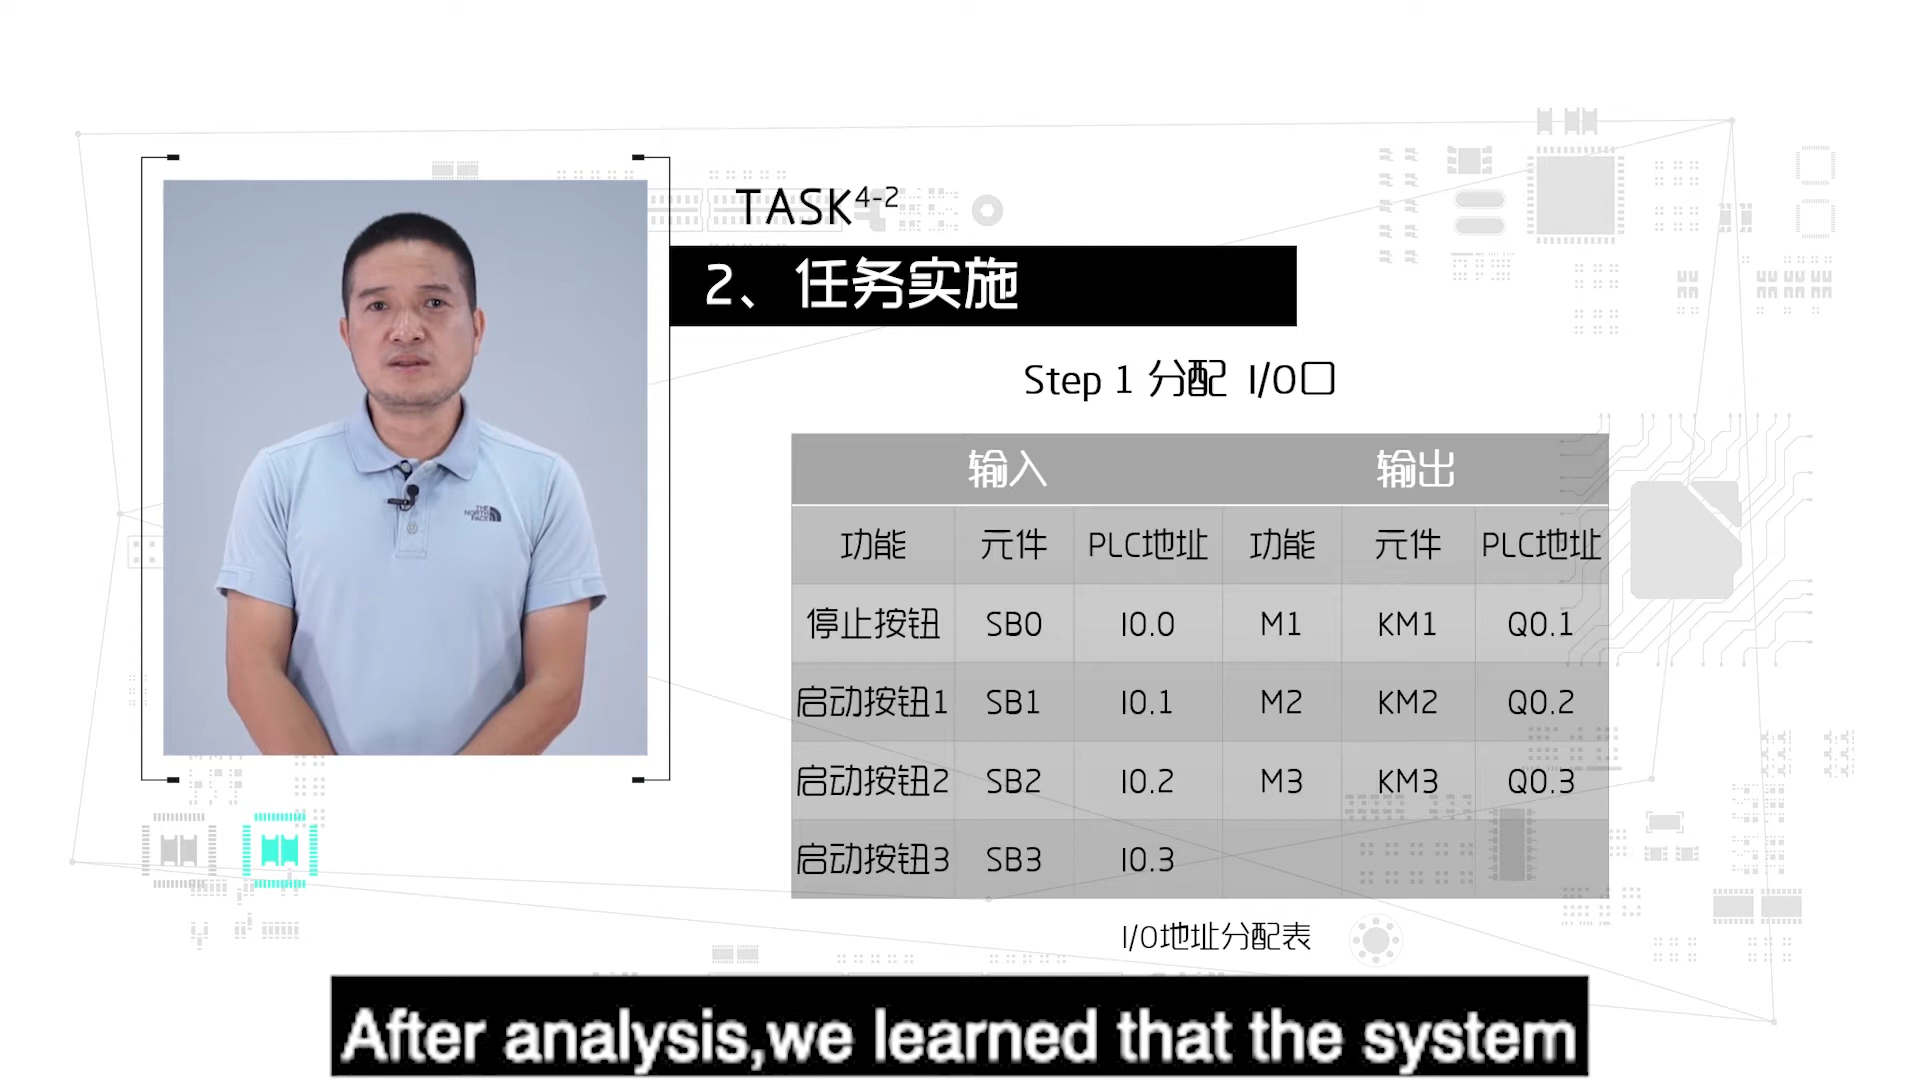 TASK4-2
2、任务实施
Step 1 分配 I/O口
输入 输出
功能 元件 PLC地址 功能 元件 PLC地址
停止按钮 SB0 I0.0 M1 KM1 Q0.1
启动按钮1 SB1 I0.1 M2 KM2 Q0.2
启动按钮2 SB2 I0.2 M3 KM3 Q0.3
启动按钮3 SB3 I0.3
I/O地址分配表
THE
NORTH
FACE
After analysis,we learned that the system